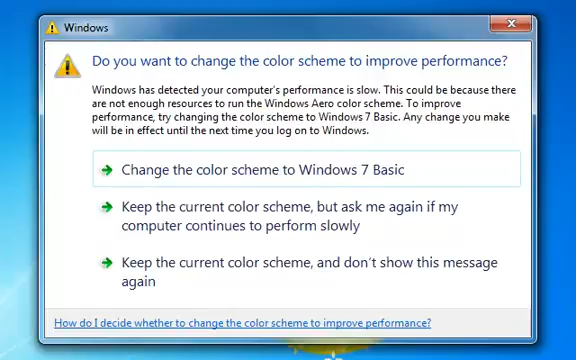 Windows
Do you want to change the color scheme to improve performance?
Windows has detected your computer's performance is slow. This could be because there
are not enough resources to run the Windows Aero color scheme. To improve
performance, try changing the color scheme to Windows 7 Basic. Any change you make
will be in effect until the next time you log on to Windows.
Change the color scheme to Windows 7 Basic
Keep the current color scheme, but ask me again if my
computer continues to perform slowly
Keep the current color scheme, and don't show this message
again
How do I decide whether to change the color scheme to improve performance?